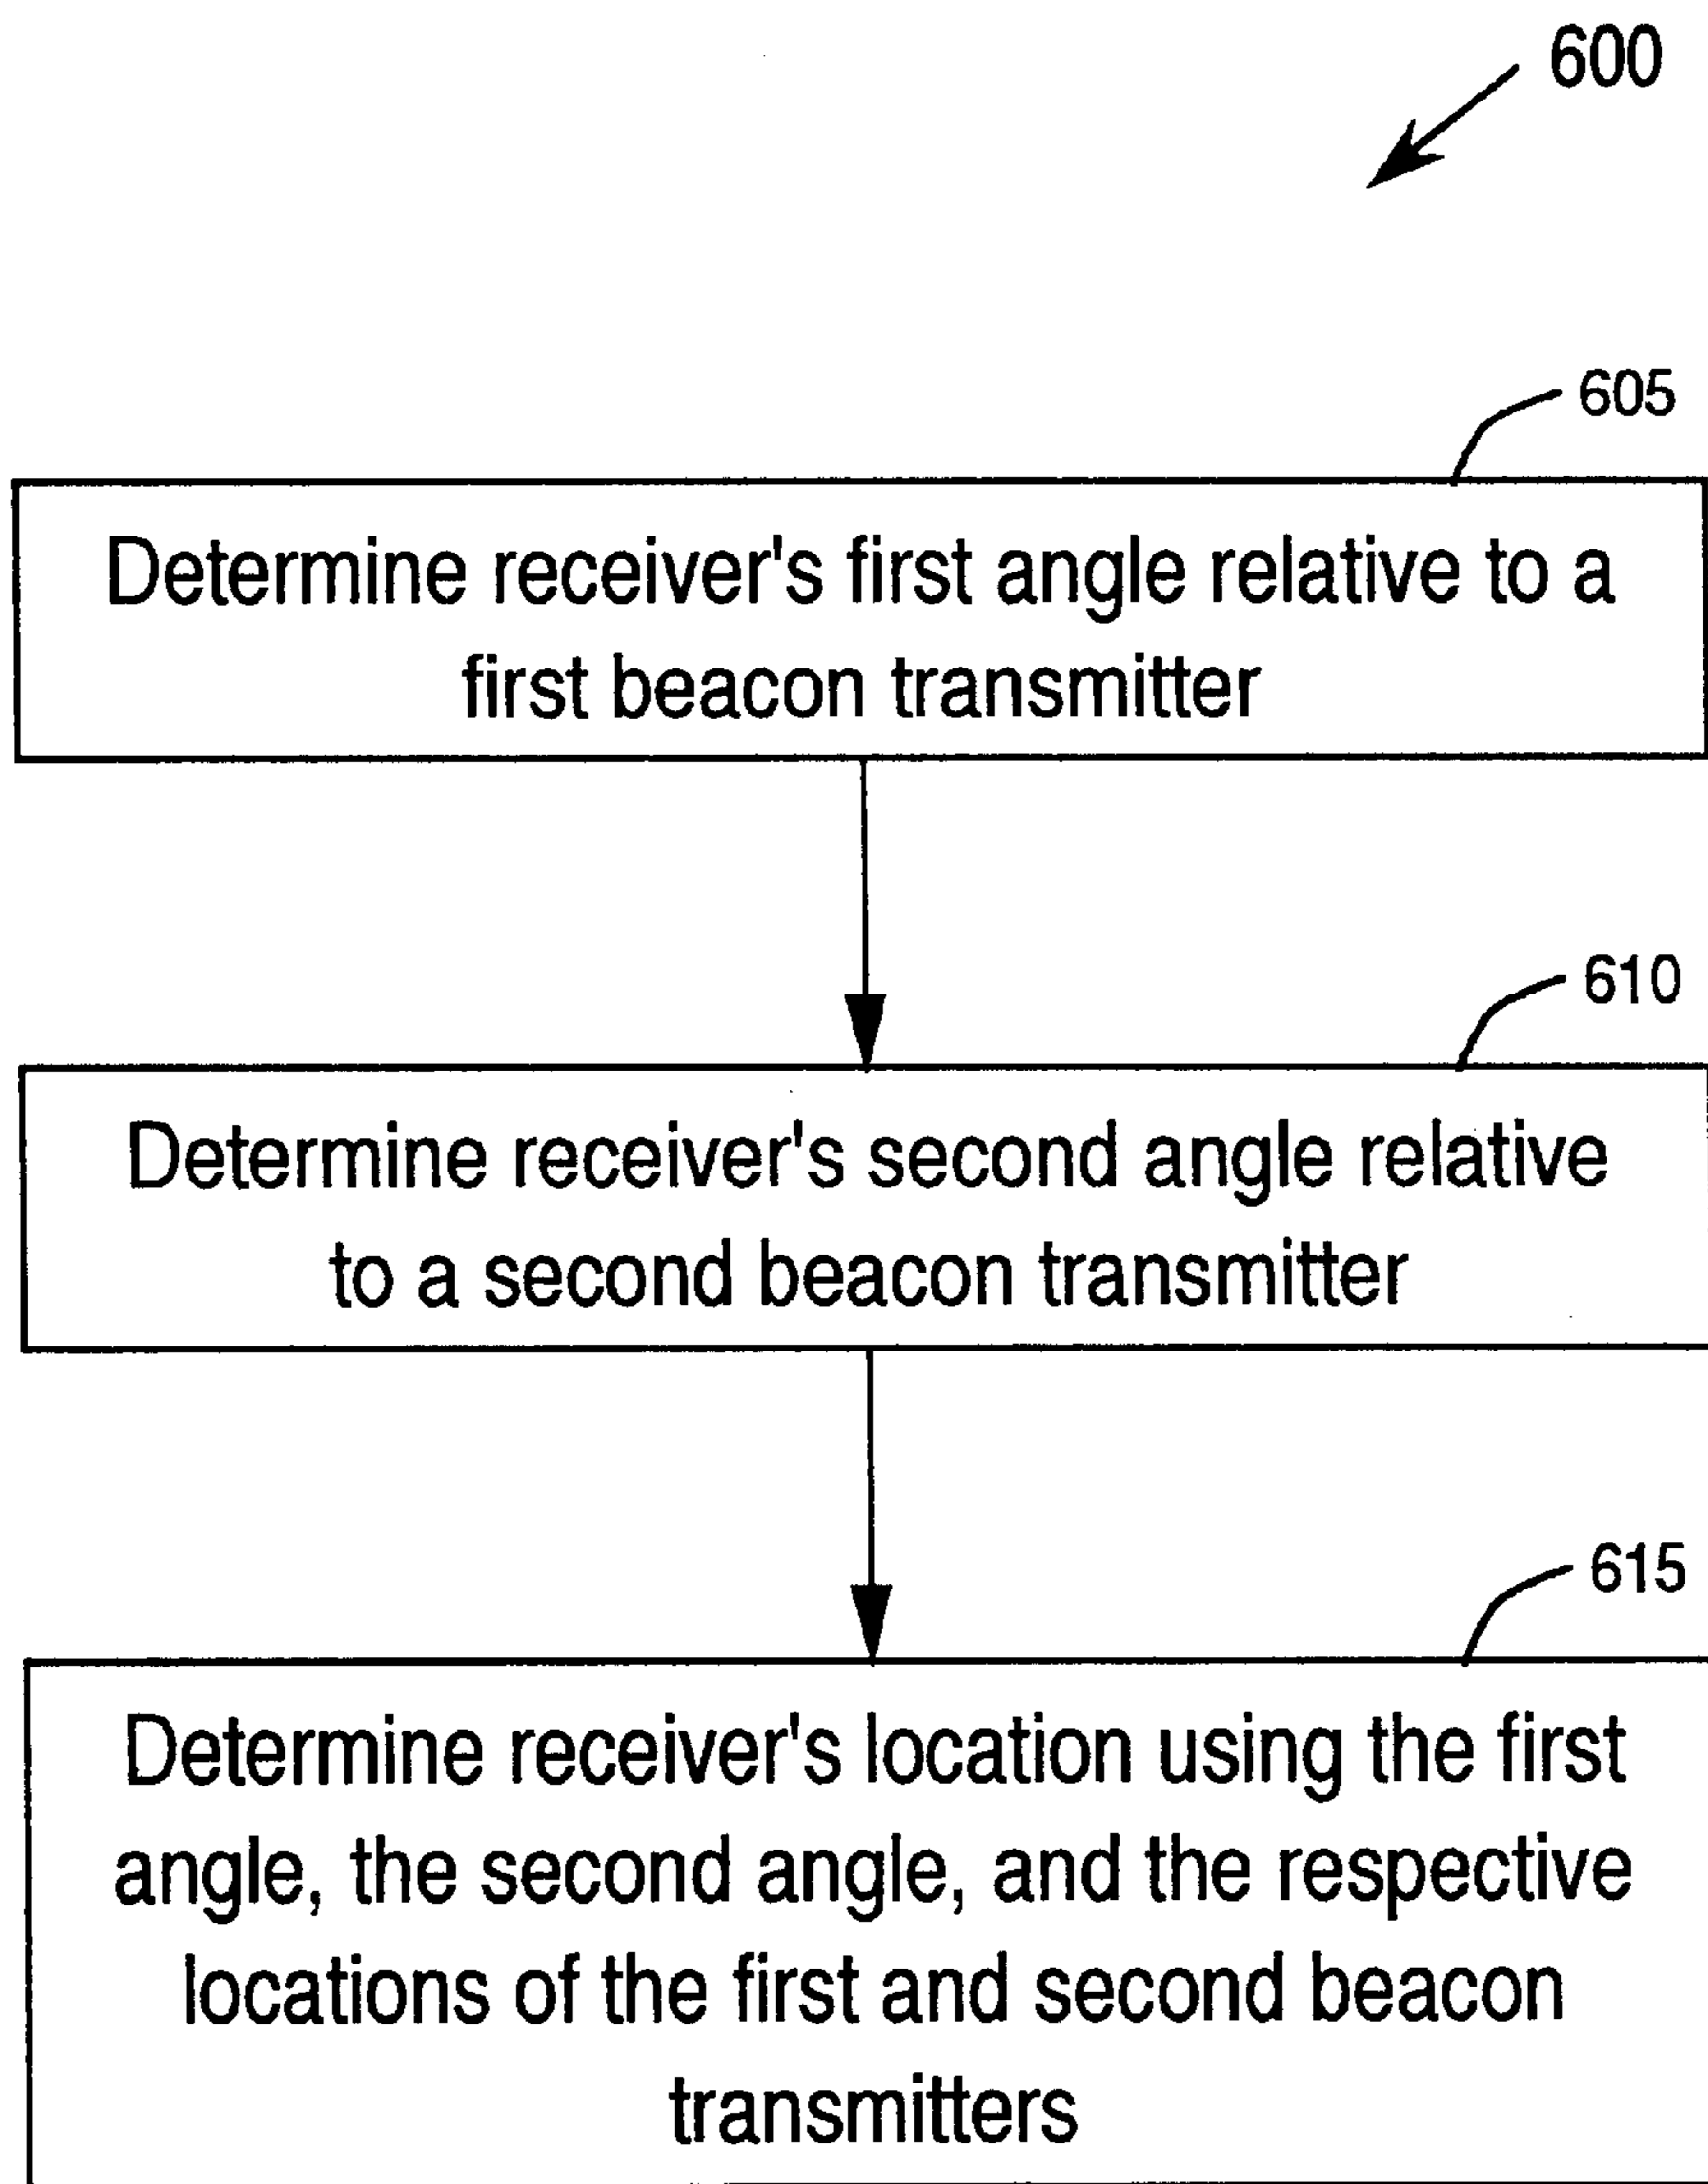 600
605
Determine receiver's first angle relative to a
first beacon transmitter
610
Determine receiver's second angle relative
to a second beacon transmitter
615
Determine receiver's location using the first
angle, the second angle, and the respective
locations of the first and second beacon
transmitters